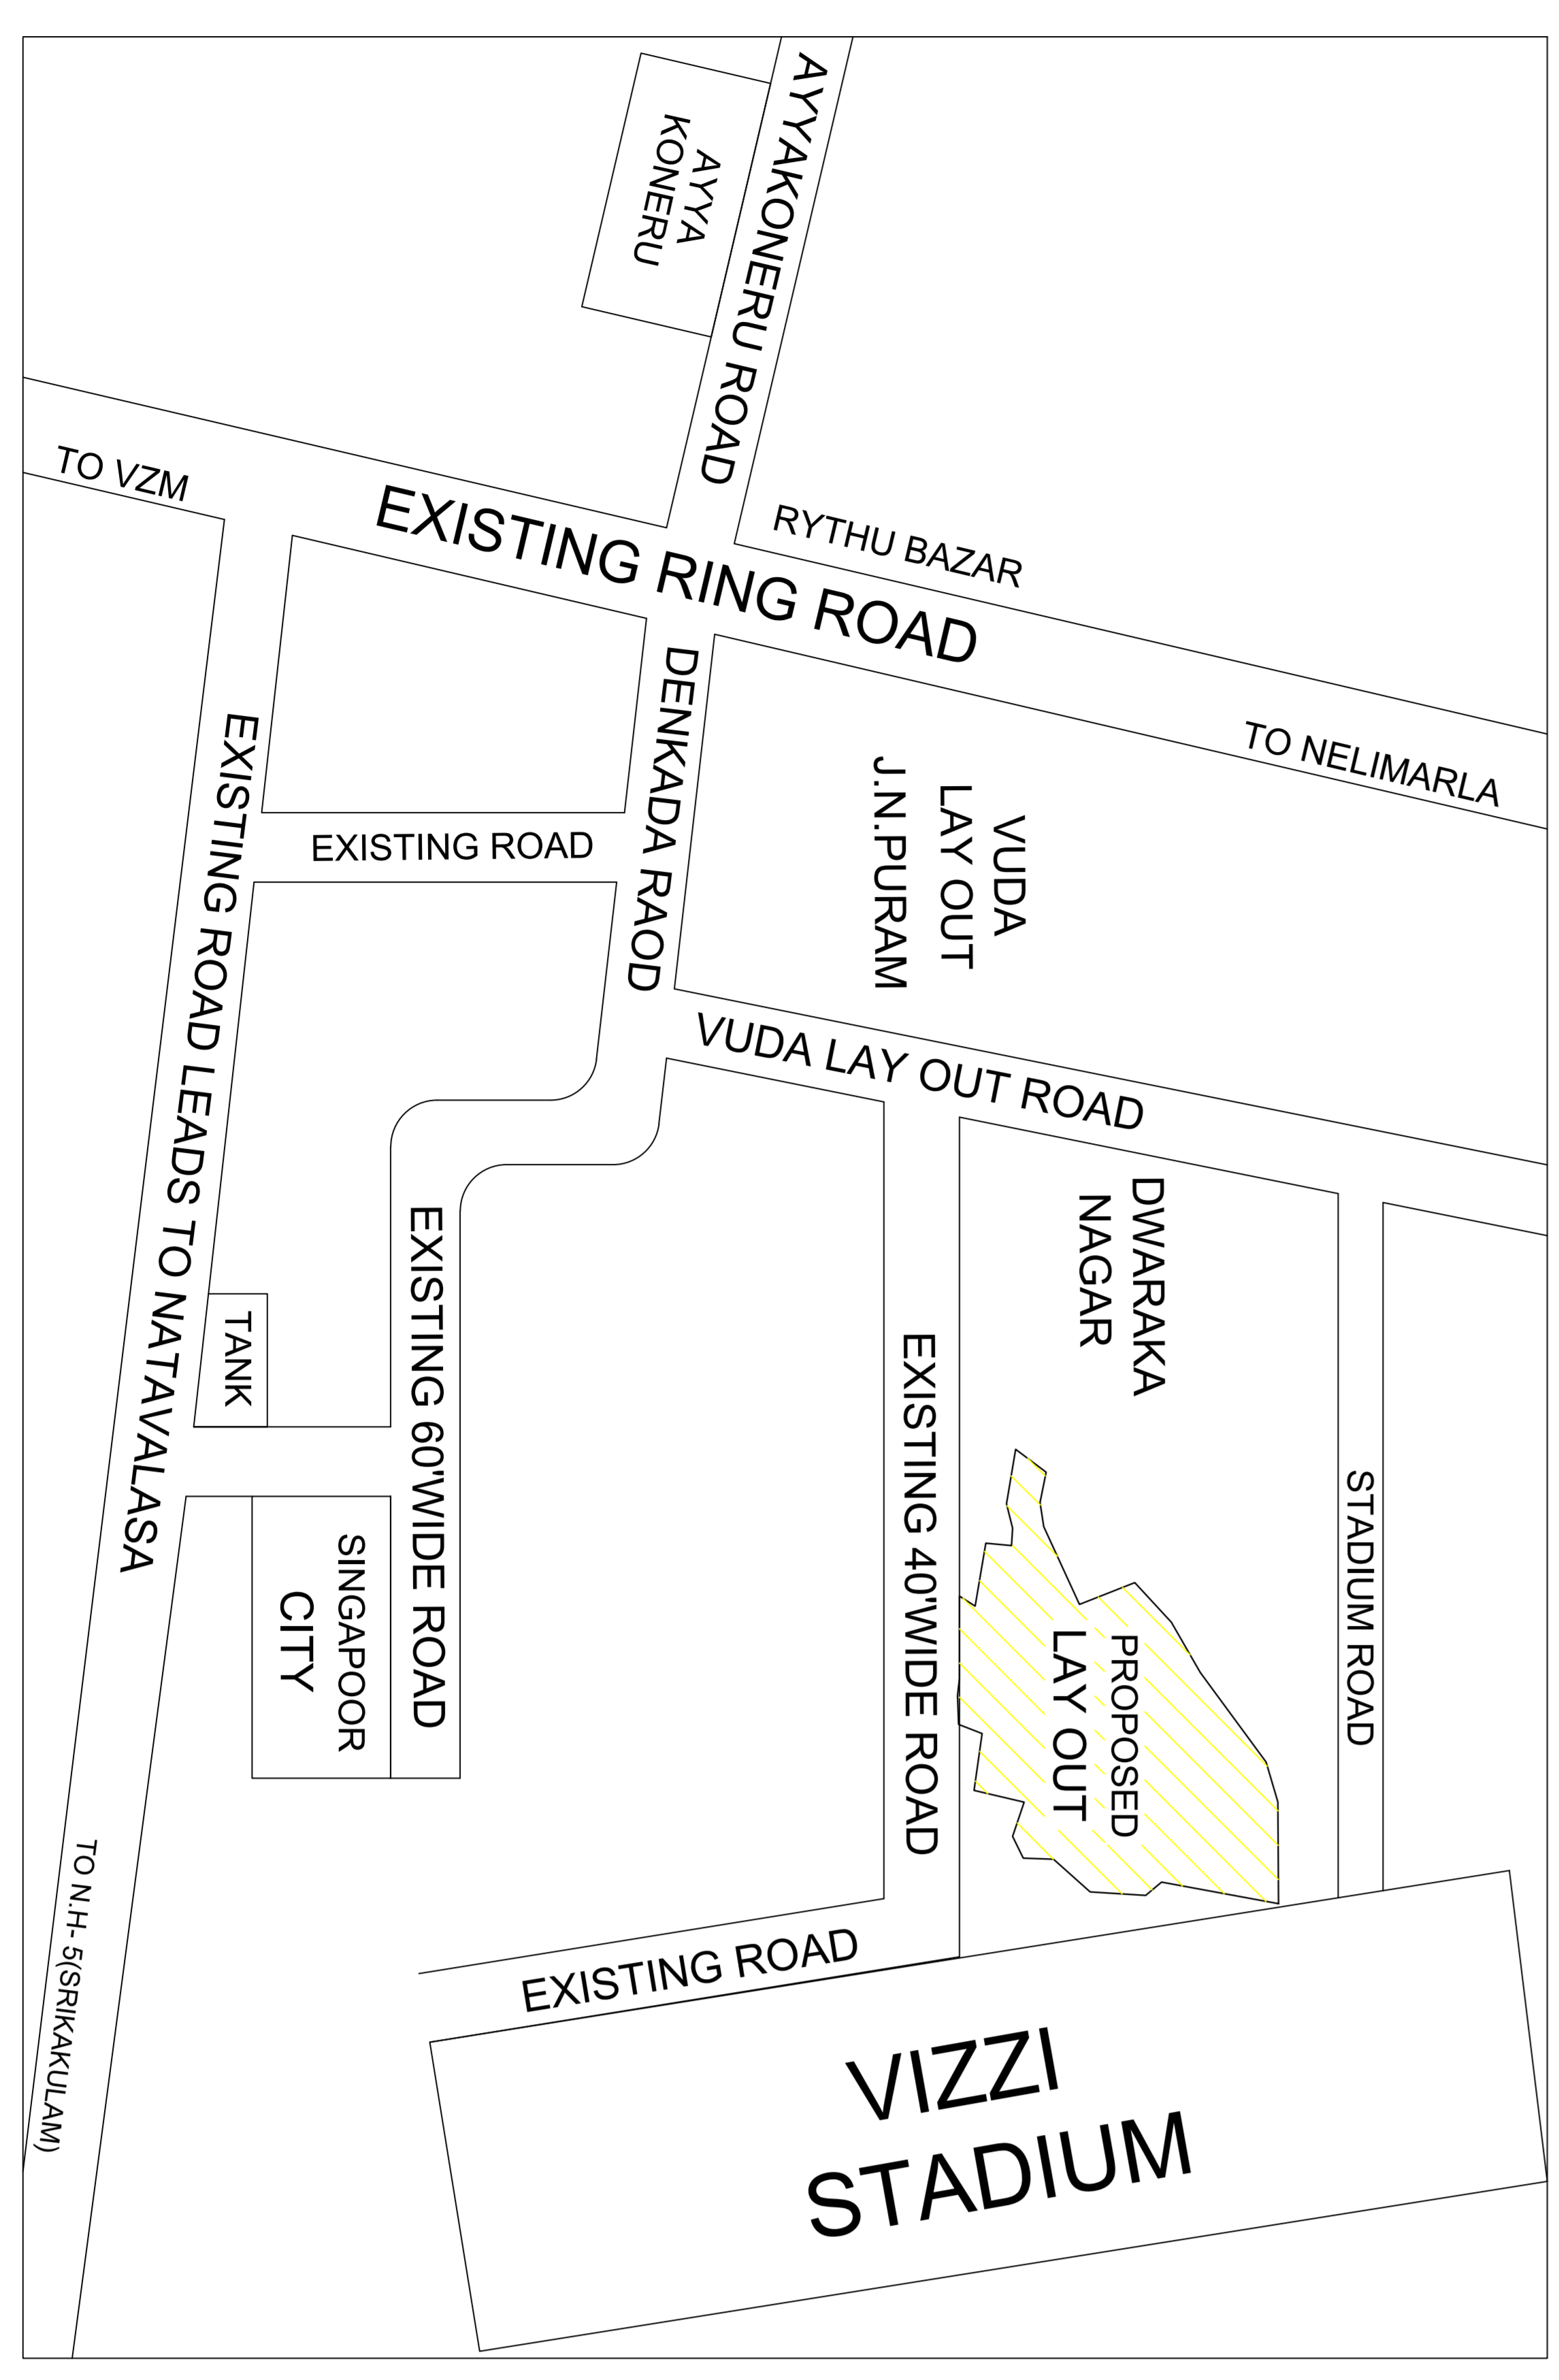 AYYAKONERU ROAD
AYYA
KONERU
TO VZM
EXISTING RING ROAD
RYTHU BAZAR
TO NELIMARLA
DENKADA RAOD
VUDA
LAY OUT
J.N.PURAM
EXISTING ROAD
EXISTING ROAD LEADS TO NATAVALASA
VUDA LAY OUT ROAD
DWARAKA
NAGAR
TANK
EXISTING 60'WIDE ROAD
EXISTING 40'WIDE ROAD
STADIUM ROAD
SINGAPOOR
CITY
PROPOSED
LAY OUT
TO N.H- 5(SRIKAKULAM)
EXISTING ROAD
VIZZI
STADIUM